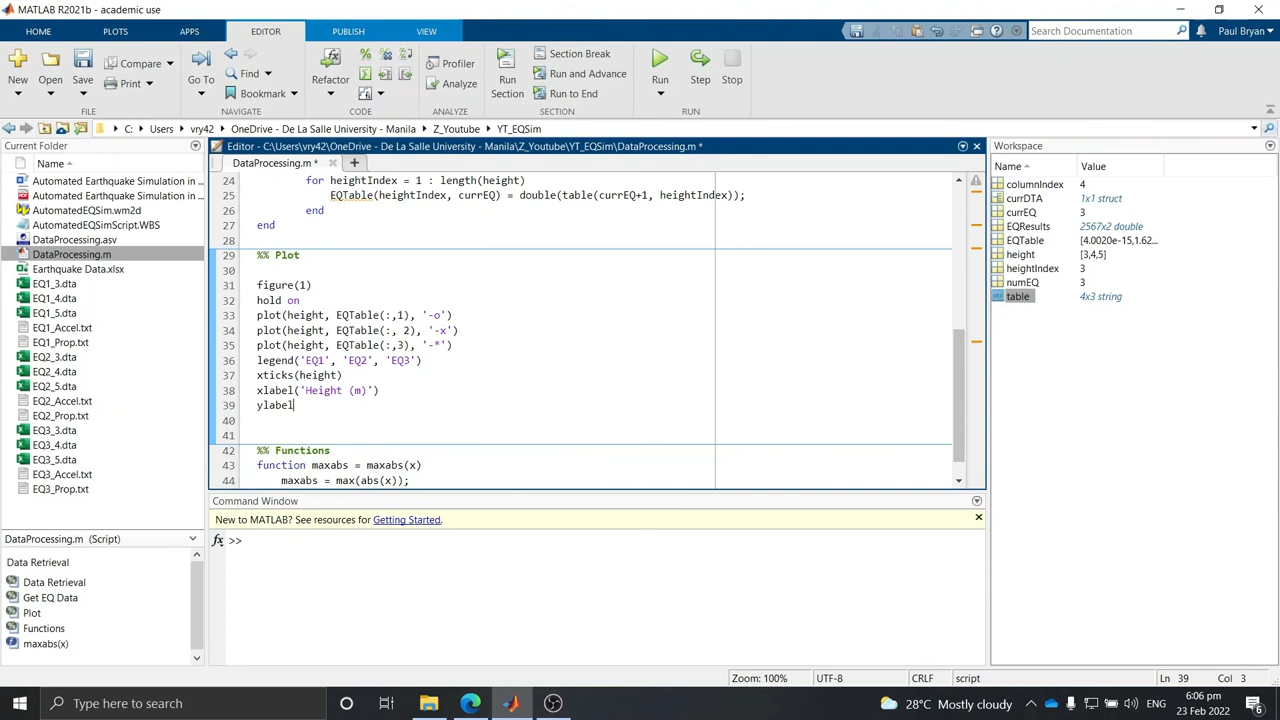 MATLAB R2021b - academic use
HOME PLOTS APPS EDITOR PUBLISH VIEW Search Documentation Paul Bryan
New Open Save Compare Print Go To Find Bookmark Refactor Profiler Analyze Run Section Section Break Run and Advance Run to End Run Step Stop
FILE NAVIGATE CODE ANALYZE SECTION RUN
C: Users vry42 OneDrive - De La Salle University - Manila Z_Youtube YT_EQSim
Current Folder
Name
Automated Earthquake Simulation in ...
Automated Earthquake Simulation in ...
AutomatedEQSim.wm2d
AutomatedEQSimScript.WBS
DataProcessing.asv
DataProcessing.m
Earthquake Data.xlsx
EQ1_3.dta
EQ1_4.dta
EQ1_5.dta
EQ1_Accel.txt
EQ1_Prop.txt
EQ2_3.dta
EQ2_4.dta
EQ2_5.dta
EQ2_Accel.txt
EQ2_Prop.txt
EQ3_3.dta
EQ3_4.dta
EQ3_5.dta
EQ3_Accel.txt
EQ3_Prop.txt
DataProcessing.m (Script)
Data Retrieval
Data Retrieval
Get EQ Data
Plot
Functions
maxabs(x)
Editor - C:\Users\vry42\OneDrive - De La Salle University - Manila\Z_Youtube\YT_EQSim\DataProcessing.m *
DataProcessing.m *
24 for heightIndex = 1 : length(height)
25 EQTable(heightIndex, currEQ) = double(table(currEQ+1, heightIndex));
26 end
27 end
28
29 %% Plot
30
31 figure(1)
32 hold on
33 plot(height, EQTable(:,1), '-o')
34 plot(height, EQTable(:, 2), '-x')
35 plot(height, EQTable(:,3), '-*')
36 legend('EQ1', 'EQ2', 'EQ3')
37 xticks(height)
38 xlabel('Height (m)')
39 ylabel
40
41
42 %% Functions
43 function maxabs = maxabs(x)
44 maxabs = max(abs(x));
Command Window
New to MATLAB? See resources for Getting Started.
fx >>
Workspace
Name Value
columnIndex 4
currDTA 1x1 struct
currEQ 3
EQResults 2567x2 double
EQTable [4.0020e-15,1.62...
height [3,4,5]
heightIndex 3
numEQ 3
table 4x3 string
Zoom: 100% UTF-8 CRLF script Ln 39 Col 3
Type here to search 28°C Mostly cloudy ENG 6:06 pm
23 Feb 2022 6